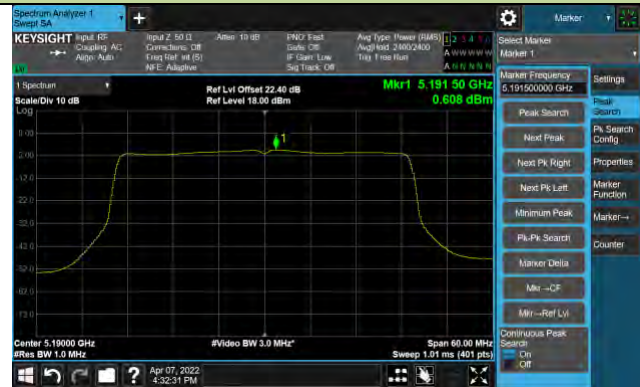 Spectrum Analyzer 1
Swept SA
+
Marker
KEYSIGHT
Input: RF
Coupling: AC
Align: Auto
Input Z: 50 Ω
Corrections: Off
Freq Ref: Int (S)
NFE: Adaptive
Atten: 10 dB
PNO: Fast
Gate: Off
IF Gain: Low
Sig Track: Off
Avg Type: Power (RMS)
Avg|Hold: 2400/2400
Trig: Free Run
1 2 3 4 5 6
A W W W W W
A N N N N N
Select Marker
Marker 1
1 Spectrum
Scale/Div 10 dB
Log
Ref Lvl Offset 22.40 dB
Ref Level 18.00 dBm
Mkr1 5.191 50 GHz
0.608 dBm
8.00
-2.00
-12.0
-22.0
-32.0
-42.0
-52.0
-62.0
-72.0
1
Center 5.19000 GHz
#Res BW 1.0 MHz
#Video BW 3.0 MHz*
Span 60.00 MHz
Sweep 1.01 ms (401 pts)
Marker Frequency
5.191500000 GHz
Peak Search
Next Peak
Next Pk Right
Next Pk Left
Minimum Peak
Pk-Pk Search
Marker Delta
Mkr→CF
Mkr→Ref Lvl
Continuous Peak
Search
On
Off
Settings
Peak
Search
Pk Search
Config
Properties
Marker
Function
Marker→
Counter
?
Apr 07, 2022
4:32:31 PM